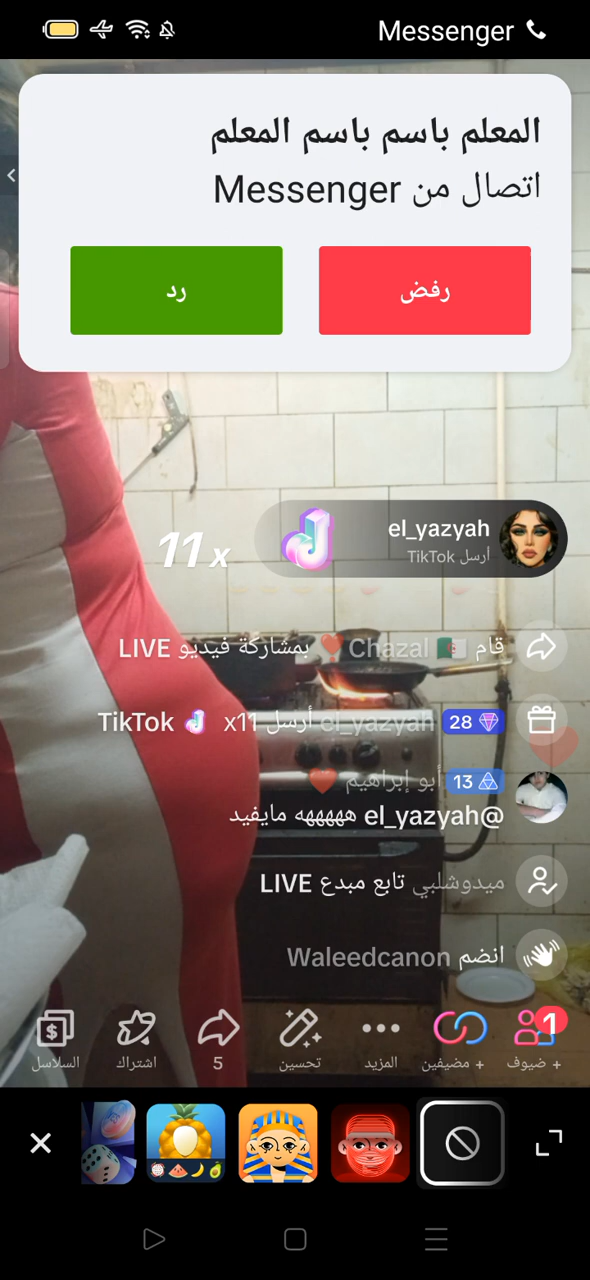 Messenger
المعلم باسم باسم المعلم
اتصال من Messenger
رفض
رد
el_yazyah
أرسل TikTok
11 x
قام Chazal 🇩🇿❣️ بمشاركة فيديو LIVE
28 el_yazyah أرسل TikTok x11
13 أبو إبراهيم ❤️
@el_yazyah هههههه مايفيد
ميدوشلبي تابع مبدع LIVE
انضم Waleedcanon
1
+ ضيوف
+ مضيفين
المزيد
تحسين
5
اشتراك
السلاسل